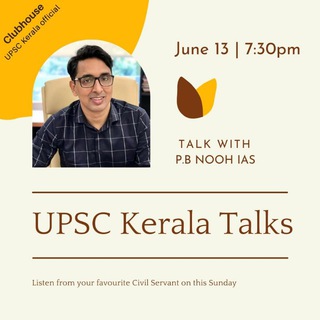 Clubhouse
UPSC Kerala official
June 13 | 7:30pm
TALK WITH
P.B NOOH IAS
UPSC Kerala Talks
Listen from your favourite Civil Servant on this Sunday